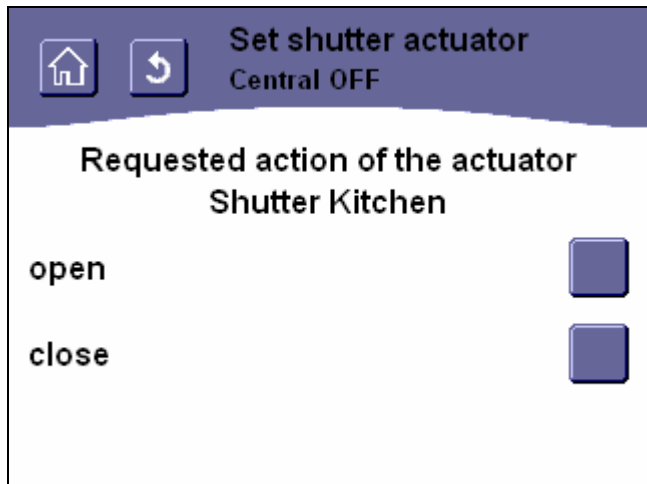 Set shutter actuator
Central OFF
Requested action of the actuator
Shutter Kitchen
open
close